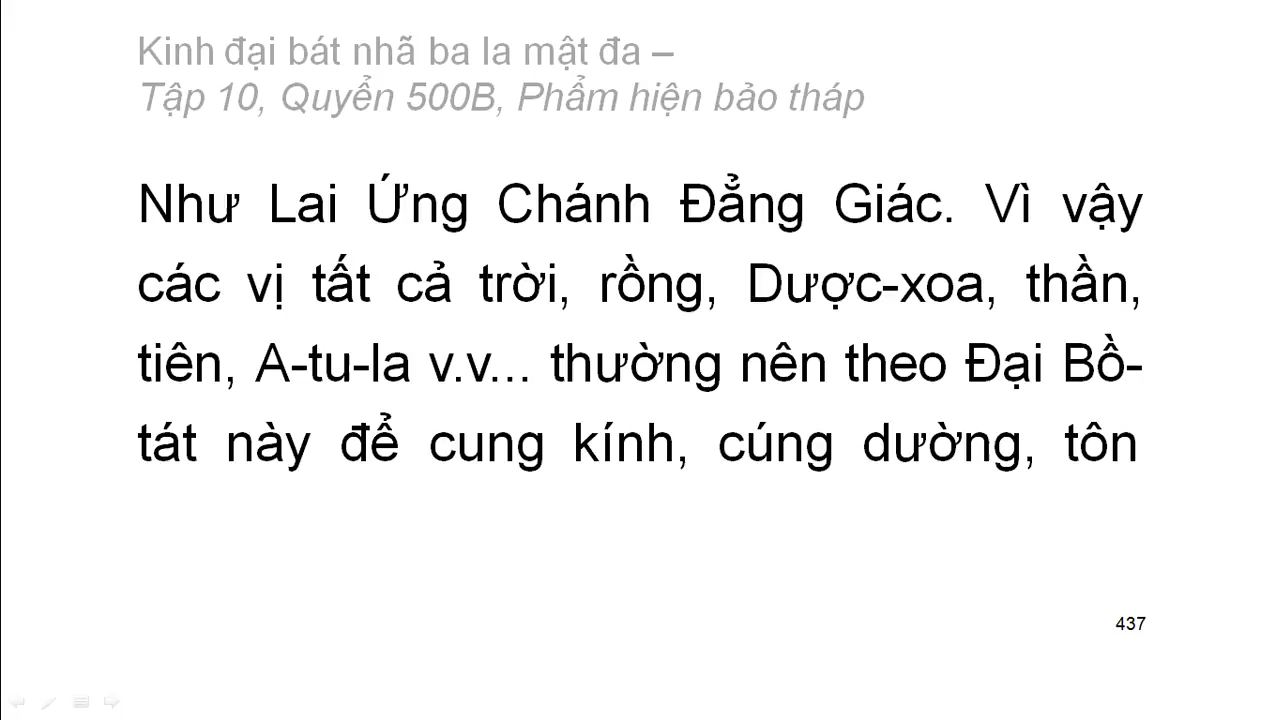 Kinh đại bát nhã ba la mật đa –
Tập 10, Quyển 500B, Phẩm hiện bảo tháp
Như Lai Ứng Chánh Đẳng Giác. Vì vậy
các vị tất cả trời, rồng, Dược-xoa, thần,
tiên, A-tu-la v.v... thường nên theo Đại Bồ-
tát này để cung kính, cúng dường, tôn
437